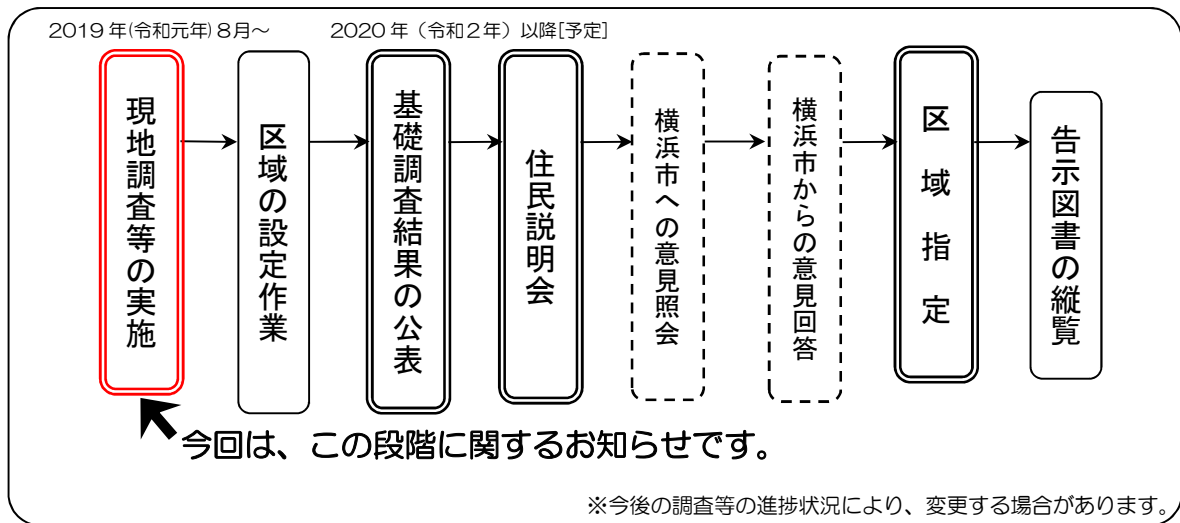 2019年(令和元年)8月～
2020年（令和２年）以降[予定]
現地調査等の実施
区域の設定作業
基礎調査結果の公表
住民説明会
横浜市への意見照会
横浜市からの意見回答
区域指定
告示図書の縦覧
今回は、この段階に関するお知らせです。
※今後の調査等の進捗状況により、変更する場合があります。